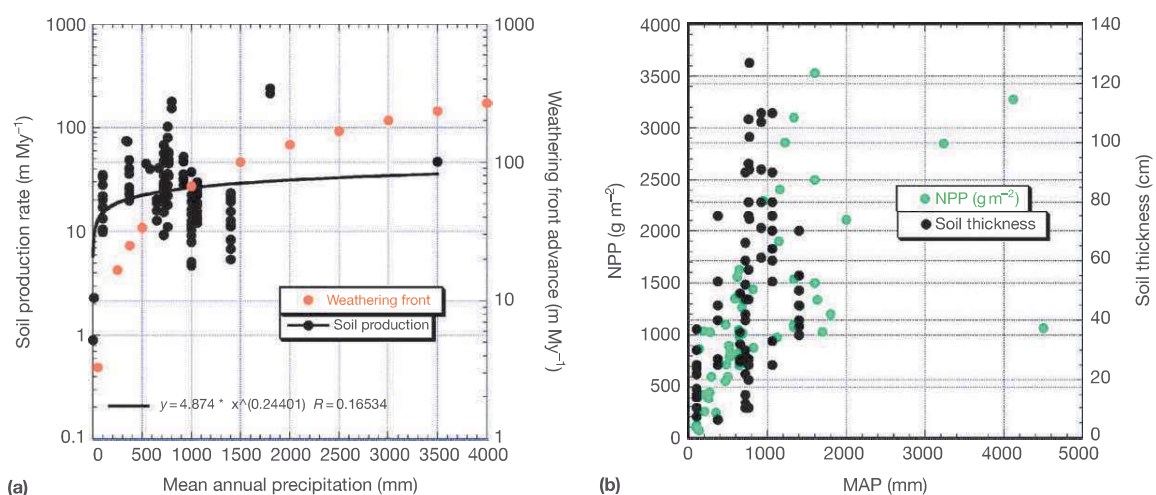 1000
100
10
1
0.1
Soil production rate (m My⁻¹)
1000
100
10
1
Weathering front advance (m My⁻¹)
Weathering front
Soil production
y = 4.874 * x^(0.24401) R = 0.16534
0 500 1000 1500 2000 2500 3000 3500 4000
Mean annual precipitation (mm)
(a)
4000
3500
3000
2500
2000
1500
1000
500
0
NPP (g m⁻²)
140
120
100
80
60
40
20
0
Soil thickness (cm)
NPP (g m⁻²)
Soil thickness
0 1000 2000 3000 4000 5000
MAP (mm)
(b)